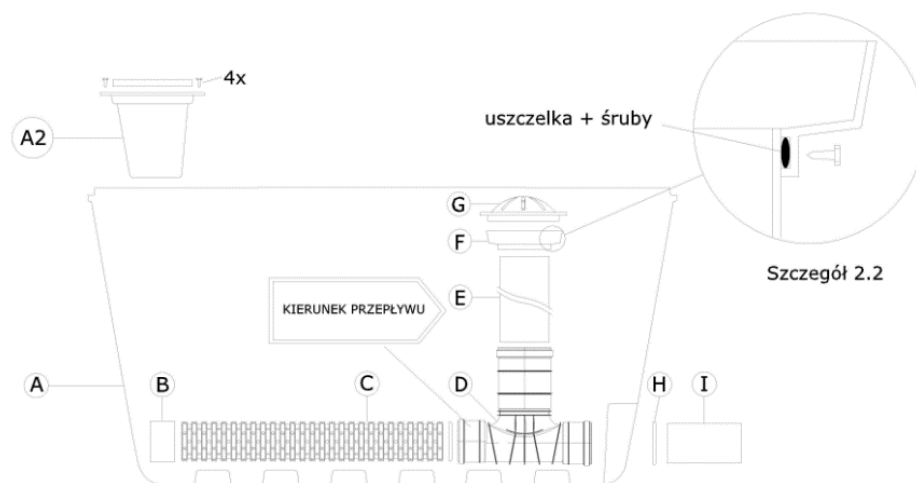 4x
A2
uszczelka + śruby
G
F
Szczegół 2.2
E
KIERUNEK PRZEPŁYWU
A
B
C
D
H
I